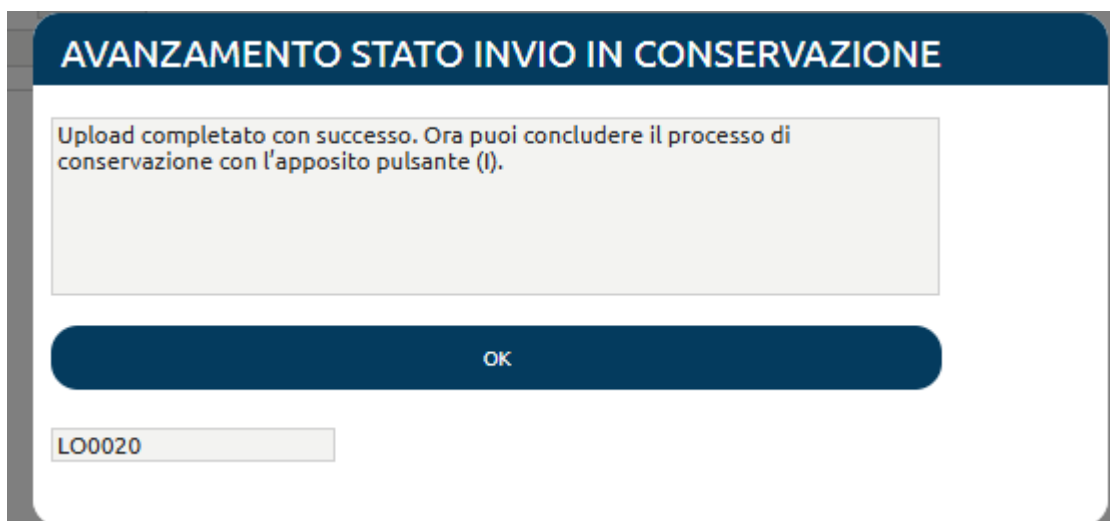 AVANZAMENTO STATO INVIO IN CONSERVAZIONE
Upload completato con successo. Ora puoi concludere il processo di
conservazione con l'apposito pulsante (I).
OK
LO0020